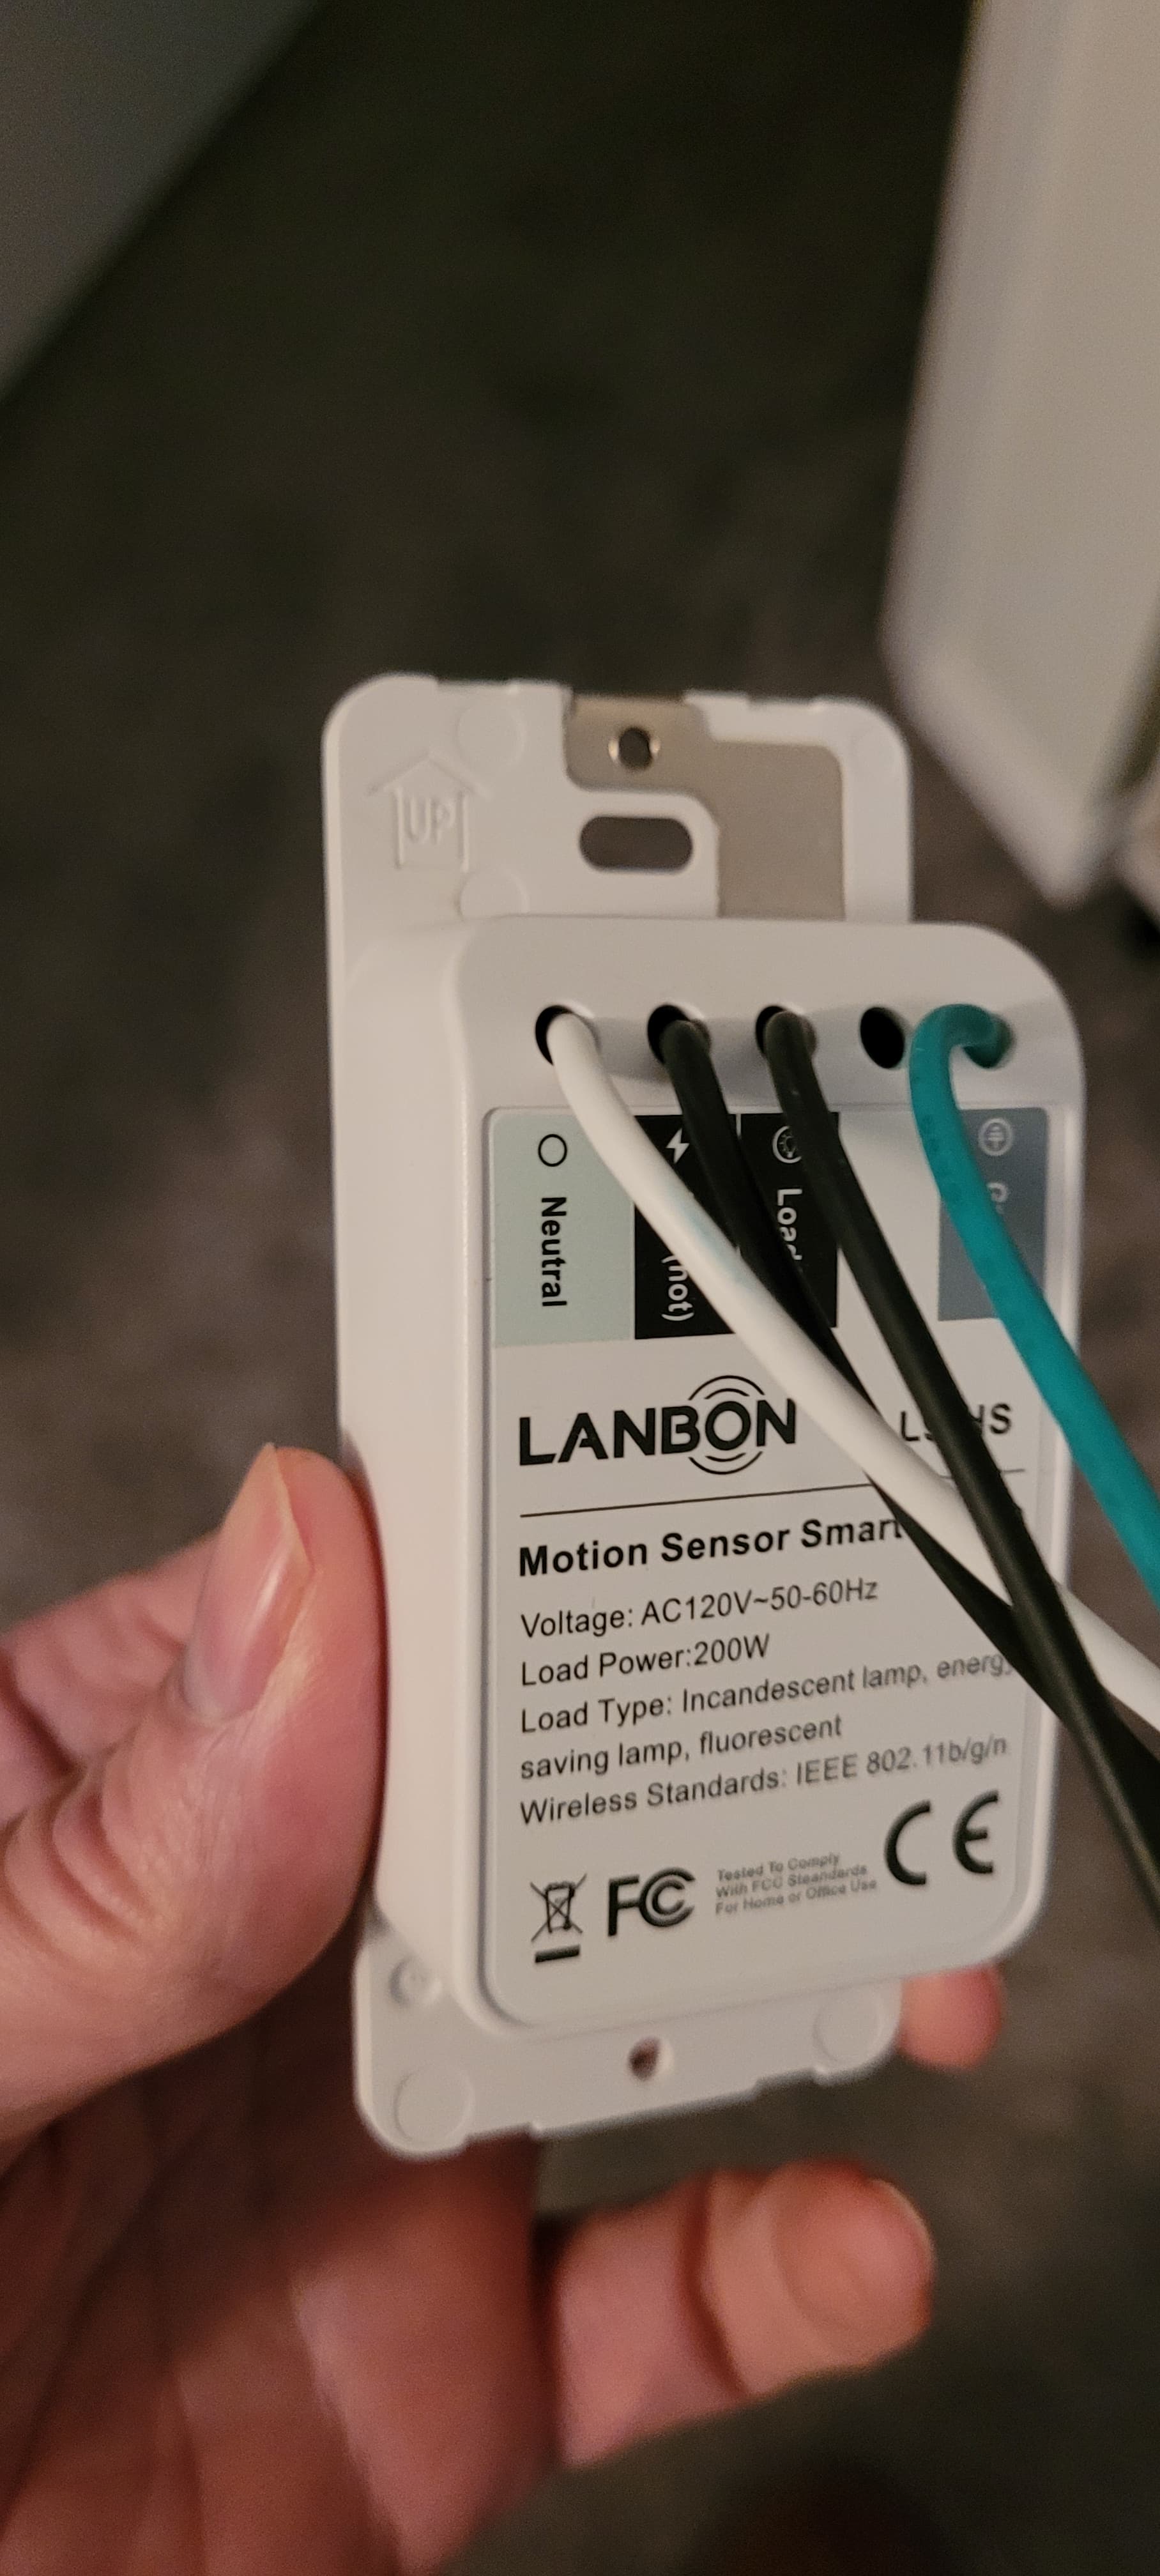 UP
Neutral
(hot)
Load
LANBON
Motion Sensor Smart
Voltage: AC120V~50-60Hz
Load Power:200W
Load Type: Incandescent lamp, energy
saving lamp, fluorescent
Wireless Standards: IEEE 802.11b/g/n
FC
Tested To Comply
With FCC Steandards
For Home or Office Use
CE